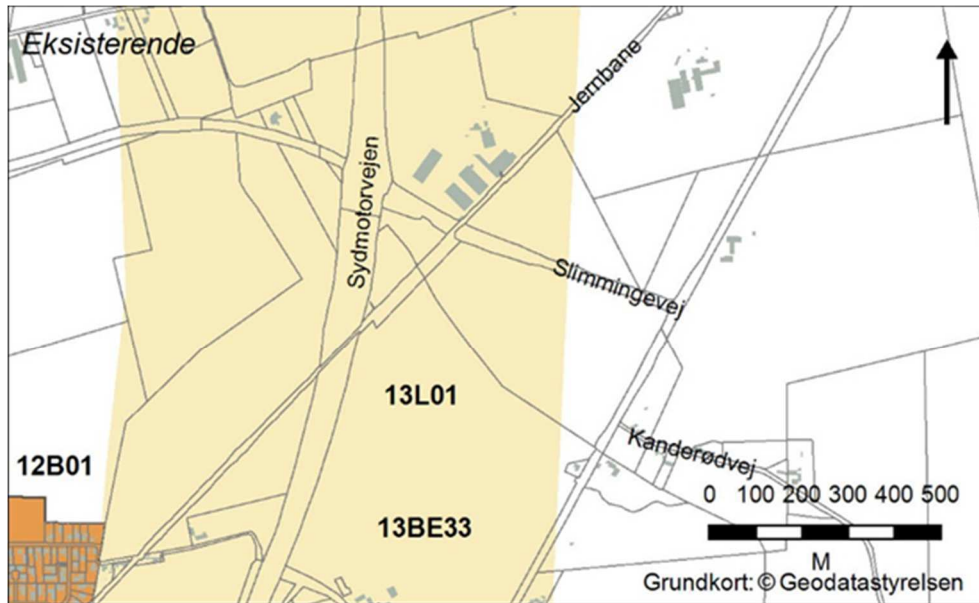 Eksisterende
Jernbane
Sydmotorvejen
Slimmingevej
13L01
12B01
Kanderødvej
0 100 200 300 400 500
13BE33
M
Grundkort: © Geodatastyrelsen